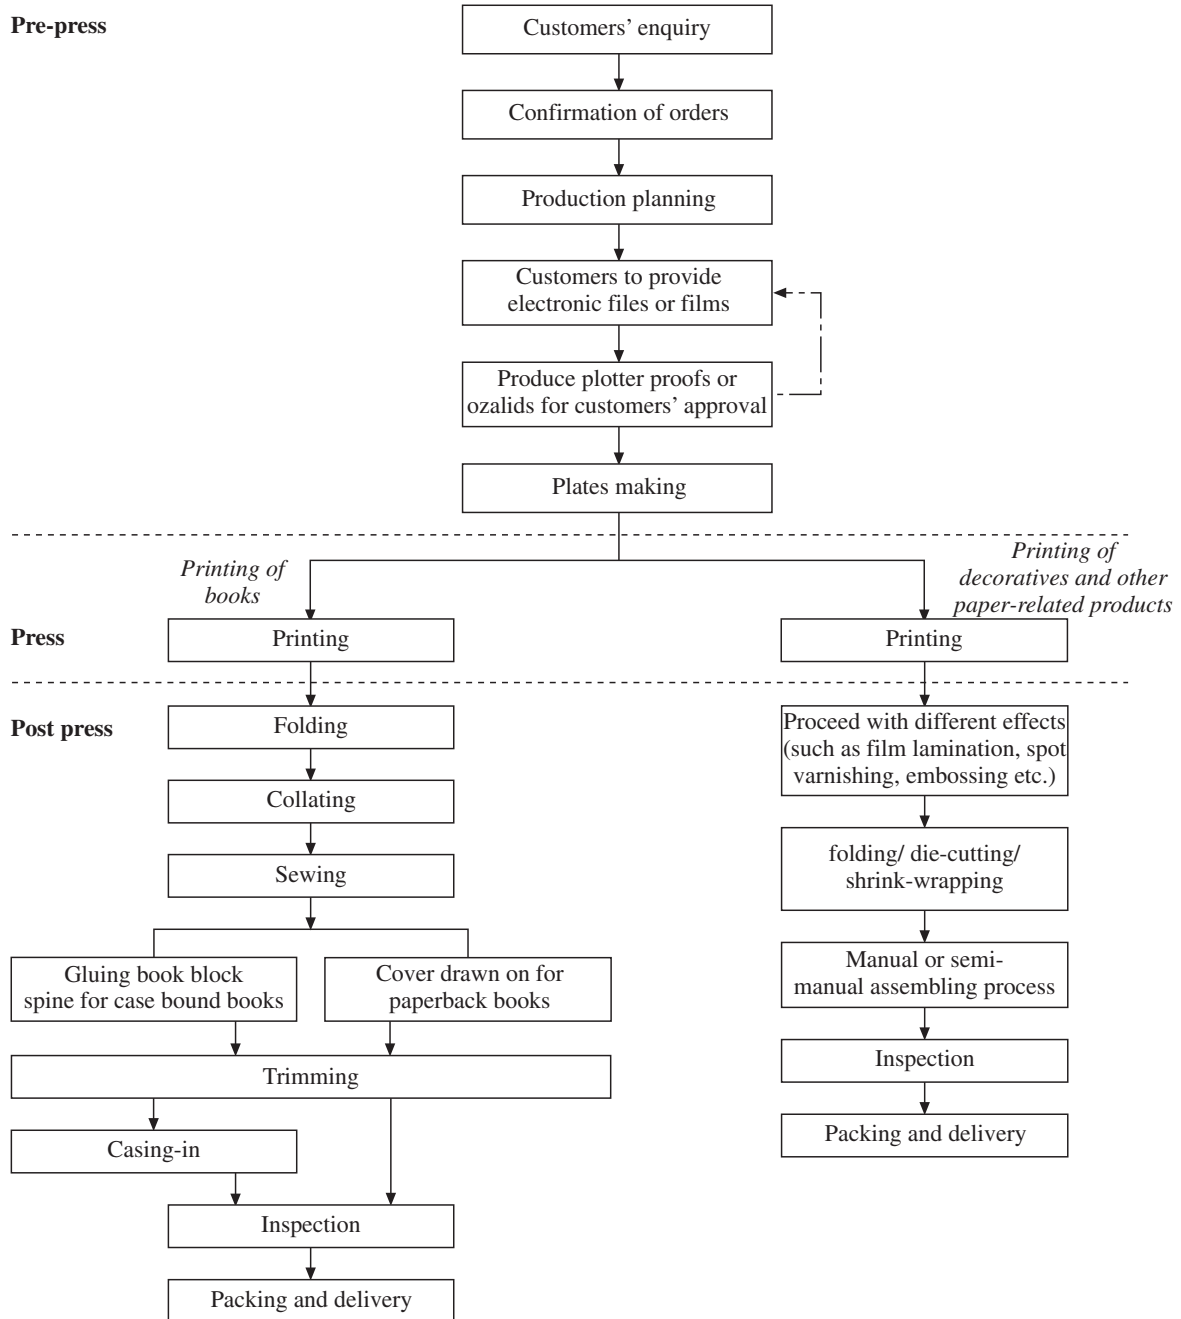 Pre-press
Customers’ enquiry
Confirmation of orders
Production planning
Customers to provide
electronic files or films
Produce plotter proofs or
ozalids for customers’ approval
Plates making
Printing of
books
Printing of
decoratives and other
paper-related products
Press
Printing
Printing
Post press
Folding
Collating
Sewing
Gluing book block
spine for case bound books
Cover drawn on for
paperback books
Trimming
Casing-in
Inspection
Packing and delivery
Proceed with different effects
(such as film lamination, spot
varnishing, embossing etc.)
folding/ die-cutting/
shrink-wrapping
Manual or semi-
manual assembling process
Inspection
Packing and delivery